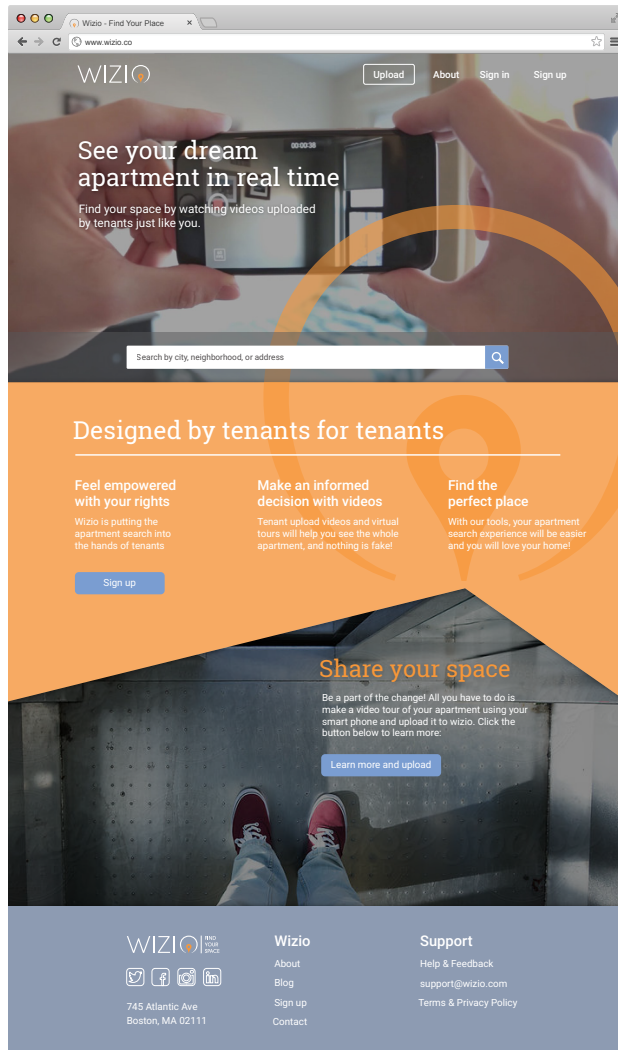 Wizio - Find Your Place
www.wizio.co
WIZIO
Upload About Sign in Sign up
00:00:38
See your dream
apartment in real time
Find your space by watching videos uploaded
by tenants just like you.
Search by city, neighborhood, or address
Designed by tenants for tenants
Feel empowered
with your rights
Wizio is putting the
apartment search into
the hands of tenants
Make an informed
decision with videos
Tenant upload videos and virtual
tours will help you see the whole
apartment, and nothing is fake!
Find the
perfect place
With our tools, your apartment
search experience will be easier
and you will love your home!
Sign up
Share your space
Be a part of the change! All you have to do is
make a video tour of your apartment using your
smart phone and upload it to wizio. Click the
button below to learn more:
Learn more and upload
WIZIO
FIND
YOUR
SPACE
745 Atlantic Ave
Boston, MA 02111
Wizio
About
Blog
Sign up
Contact
Support
Help & Feedback
support@wizio.com
Terms & Privacy Policy